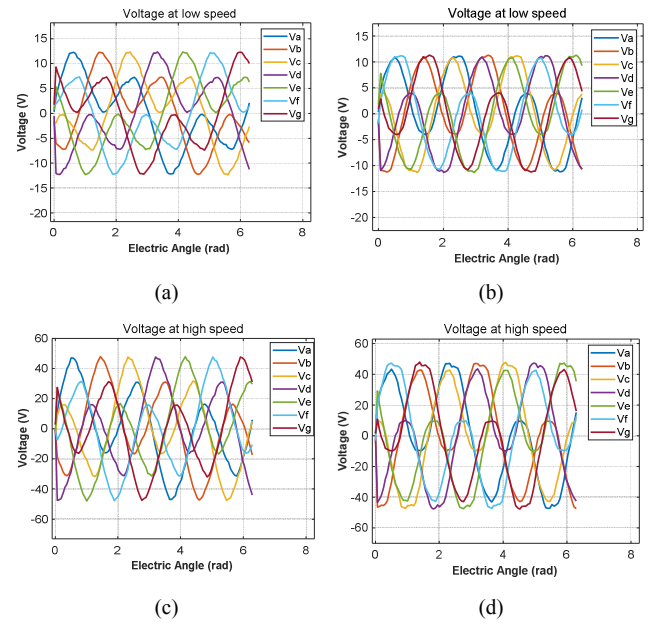 Voltage at low speed
15
10
5
0
-5
-10
-15
-20
0 2 4 6 8
Voltage (V)
Electric Angle (rad)
Va
Vb
Vc
Vd
Ve
Vf
Vg
(a)
Voltage at low speed
15
10
5
0
-5
-10
-15
-20
0 2 4 6 8
Voltage (V)
Electric Angle (rad)
Va
Vb
Vc
Vd
Ve
Vf
Vg
(b)
Voltage at high speed
60
40
20
0
-20
-40
-60
0 2 4 6 8
Voltage (V)
Electric Angle (rad)
Va
Vb
Vc
Vd
Ve
Vf
Vg
(c)
Voltage at high speed
60
40
20
0
-20
-40
-60
0 2 4 6 8
Voltage (V)
Electric Angle (rad)
Va
Vb
Vc
Vd
Ve
Vf
Vg
(d)